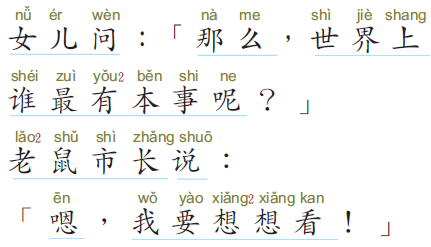 nǚ ér wèn nà me shì jiè shang
女儿问：「那么，世界上
shéi zuì yǒu2 běn shi ne
谁最有本事呢？」
lǎo2 shǔ shì zhǎng shuō
老鼠市长说：
ēn wǒ yào xiǎng2 xiǎng kan
「嗯，我要想想看！」